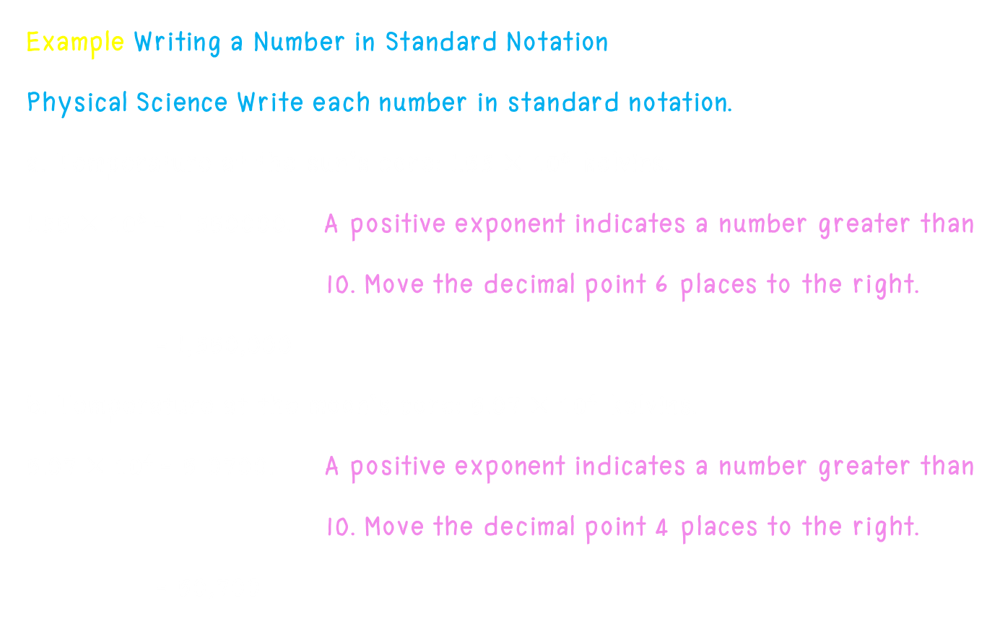 Example Writing a Number in Standard Notation
Physical Science Write each number in standard notation.
A positive exponent indicates a number greater than
10. Move the decimal point 6 places to the right.
A positive exponent indicates a number greater than
10. Move the decimal point 4 places to the right.